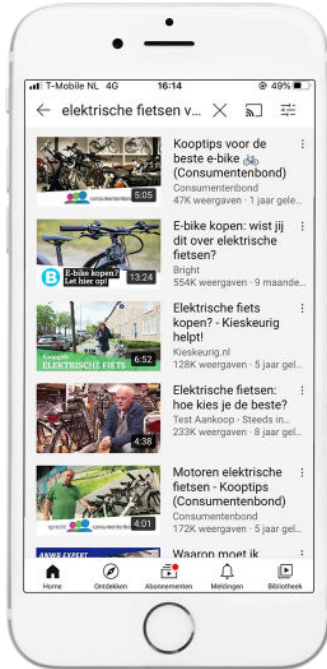 T-Mobile NL 4G 16:14 49%
elektrische fietsen v...
Kooptips voor de
beste e-bike 🚲
(Consumentenbond)
Consumentenbond
47K weergaven · 1 jaar gele...
consumentenbond
5:05
E-bike kopen: wist jij
dit over elektrische
fietsen?
Bright
554K weergaven · 9 maande...
B E-bike kopen?
Let hier op!
13:24
Elektrische fiets
kopen? - Kieskeurig
helpt!
Kieskeurig.nl
128K weergaven · 5 jaar gel...
Koopgids
ELEKTRISCHE FIETS
6:52
Elektrische fietsen:
hoe kies je de beste?
Test Aankoop - Steeds in...
233K weergaven · 8 jaar gel...
4:38
Motoren elektrische
fietsen - Kooptips
(Consumentenbond)
Consumentenbond
172K weergaven · 5 jaar gel...
4:01
ANWB EXPERT
Waarom moet ik
Home Ontdekken Abonnementen Meldingen Bibliotheek